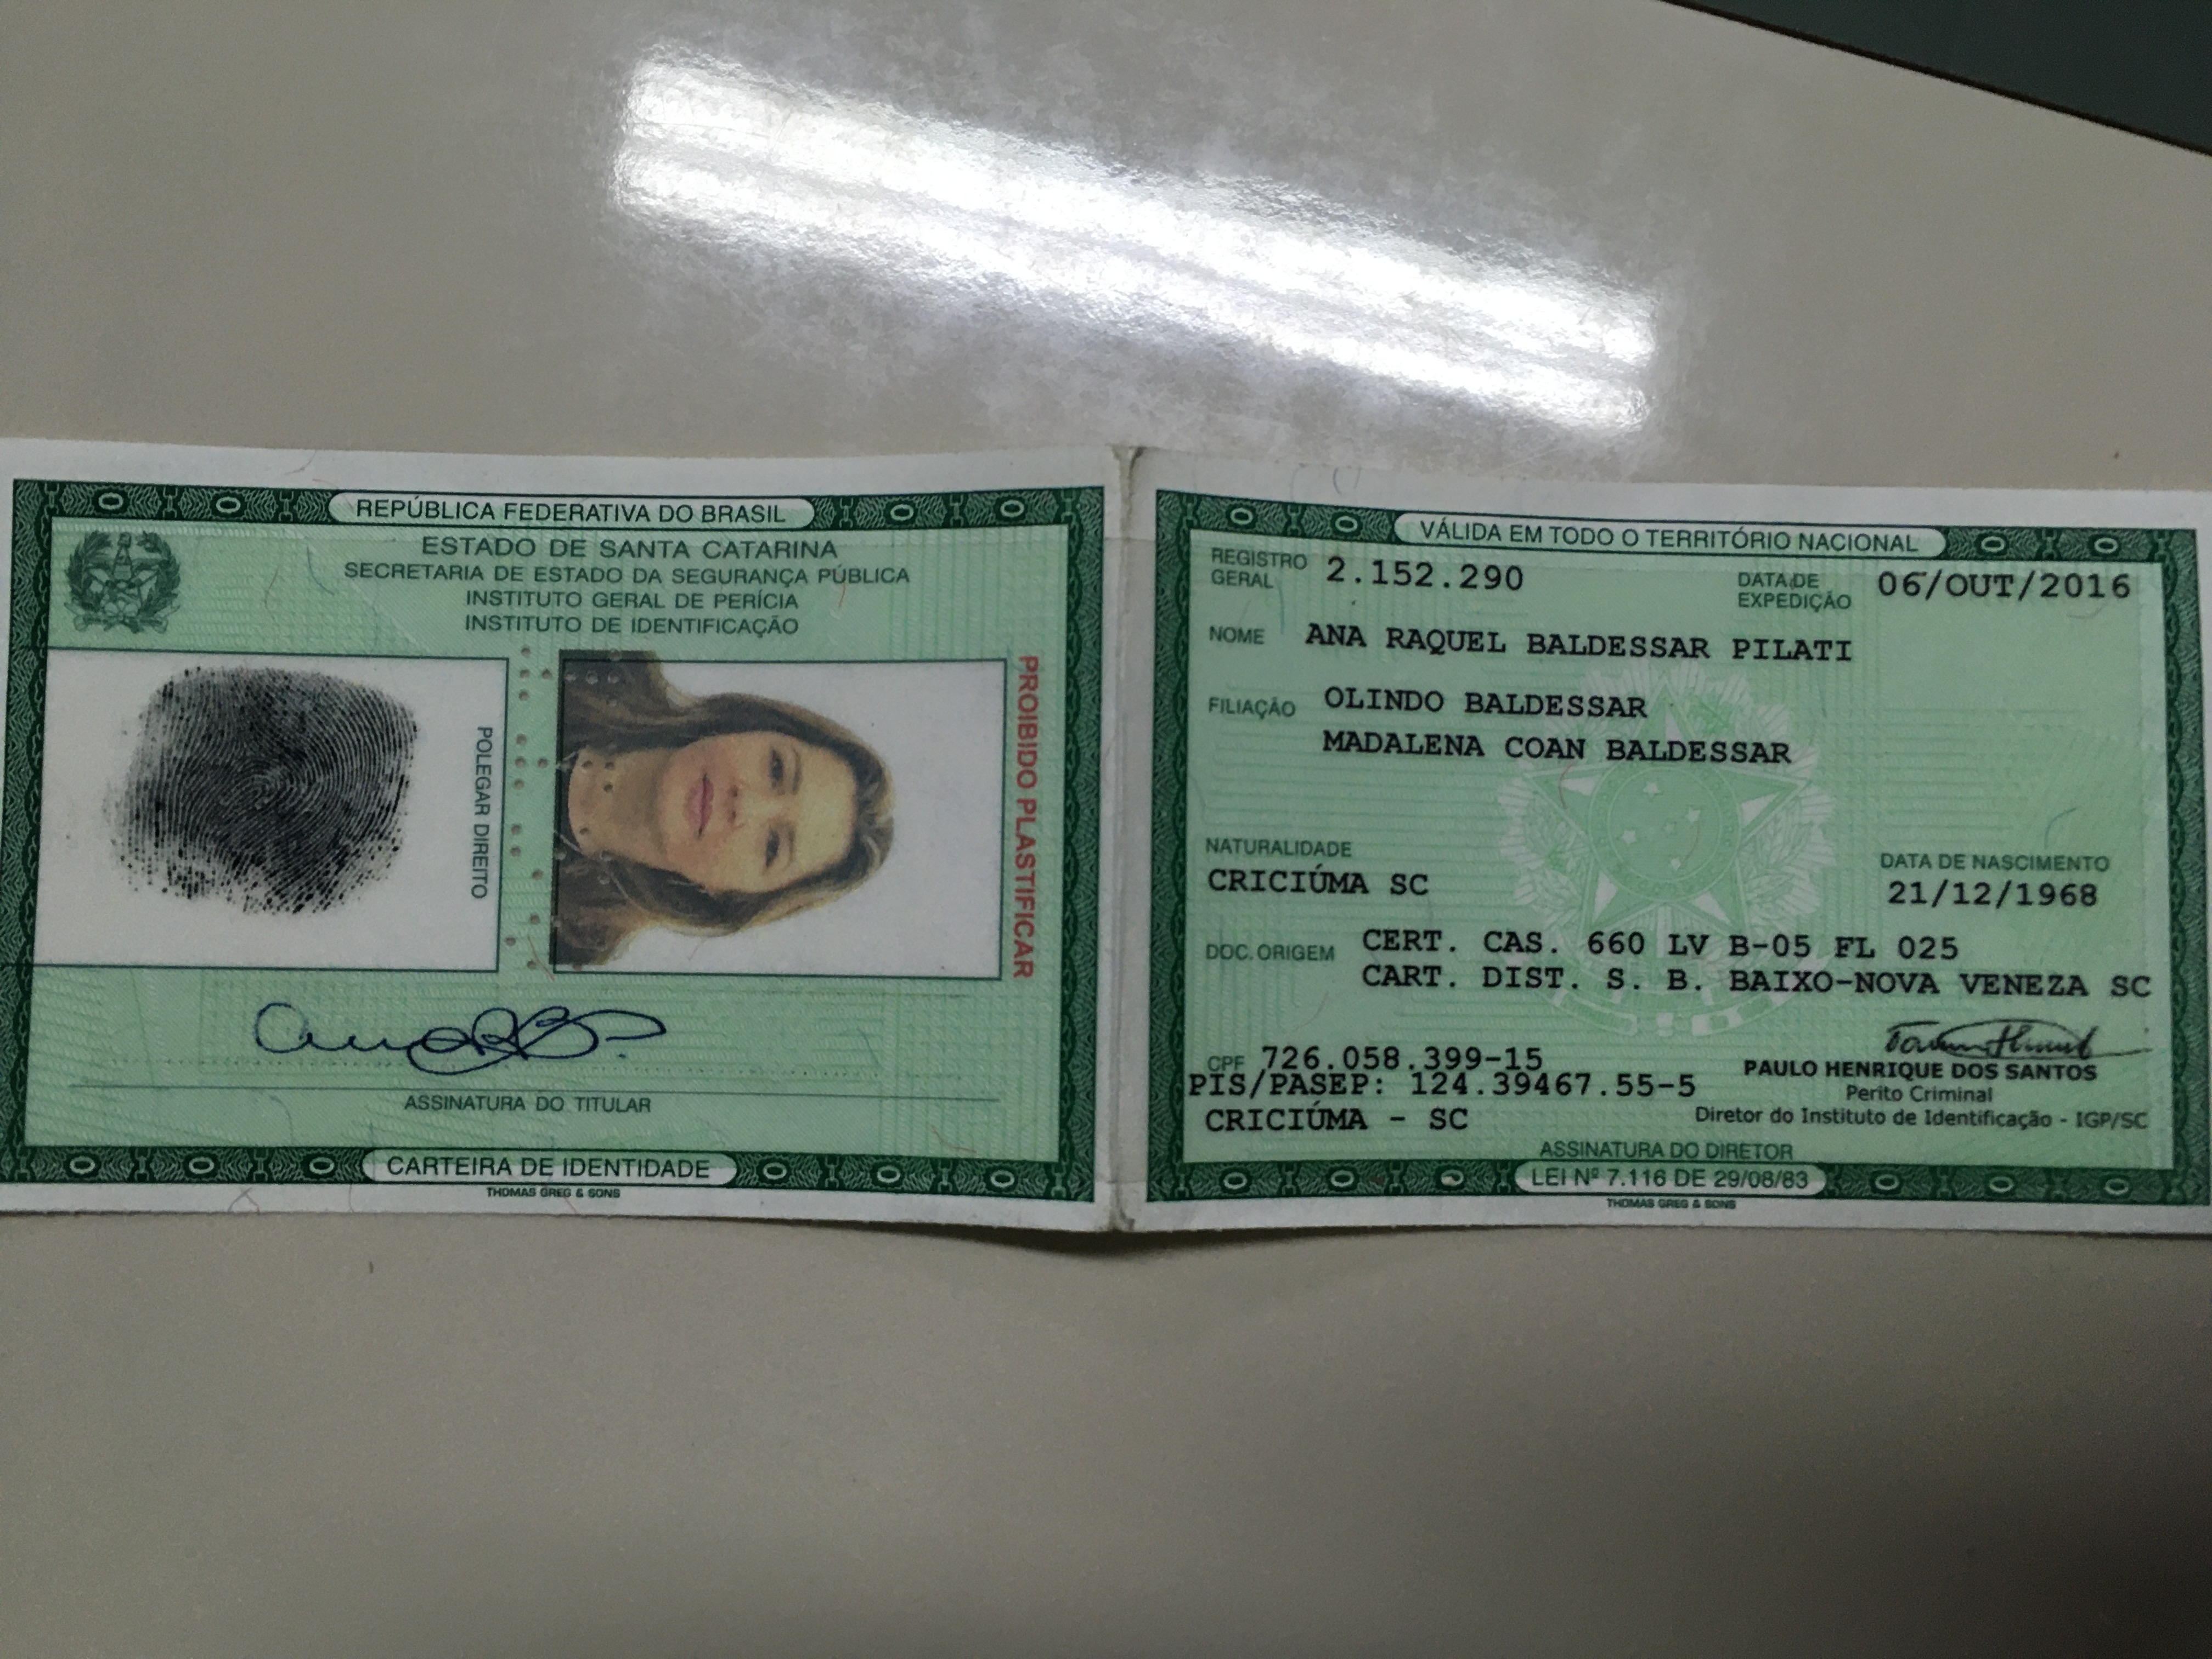 REPÚBLICA FEDERATIVA DO BRASIL
ESTADO DE SANTA CATARINA
SECRETARIA DE ESTADO DA SEGURANÇA PÚBLICA
INSTITUTO GERAL DE PERÍCIA
INSTITUTO DE IDENTIFICAÇÃO
POLEGAR DIREITO
PROIBIDO PLASTIFICAR
ASSINATURA DO TITULAR
CARTEIRA DE IDENTIDADE
THOMAS GREG & SONS
VÁLIDA EM TODO O TERRITÓRIO NACIONAL
REGISTRO GERAL 2.152.290 DATA DE EXPEDIÇÃO 06/OUT/2016
NOME ANA RAQUEL BALDESSAR PILATI
FILIAÇÃO OLINDO BALDESSAR
MADALENA COAN BALDESSAR
NATURALIDADE DATA DE NASCIMENTO
CRICIÚMA SC 21/12/1968
DOC. ORIGEM CERT. CAS. 660 LV B-05 FL 025
CART. DIST. S. B. BAIXO-NOVA VENEZA SC
CPF 726.058.399-15
PIS/PASEP: 124.39467.55-5
CRICIÚMA - SC
PAULO HENRIQUE DOS SANTOS
Perito Criminal
Diretor do Instituto de Identificação - IGP/SC
ASSINATURA DO DIRETOR
LEI Nº 7.116 DE 29/08/83
THOMAS GREG & SONS